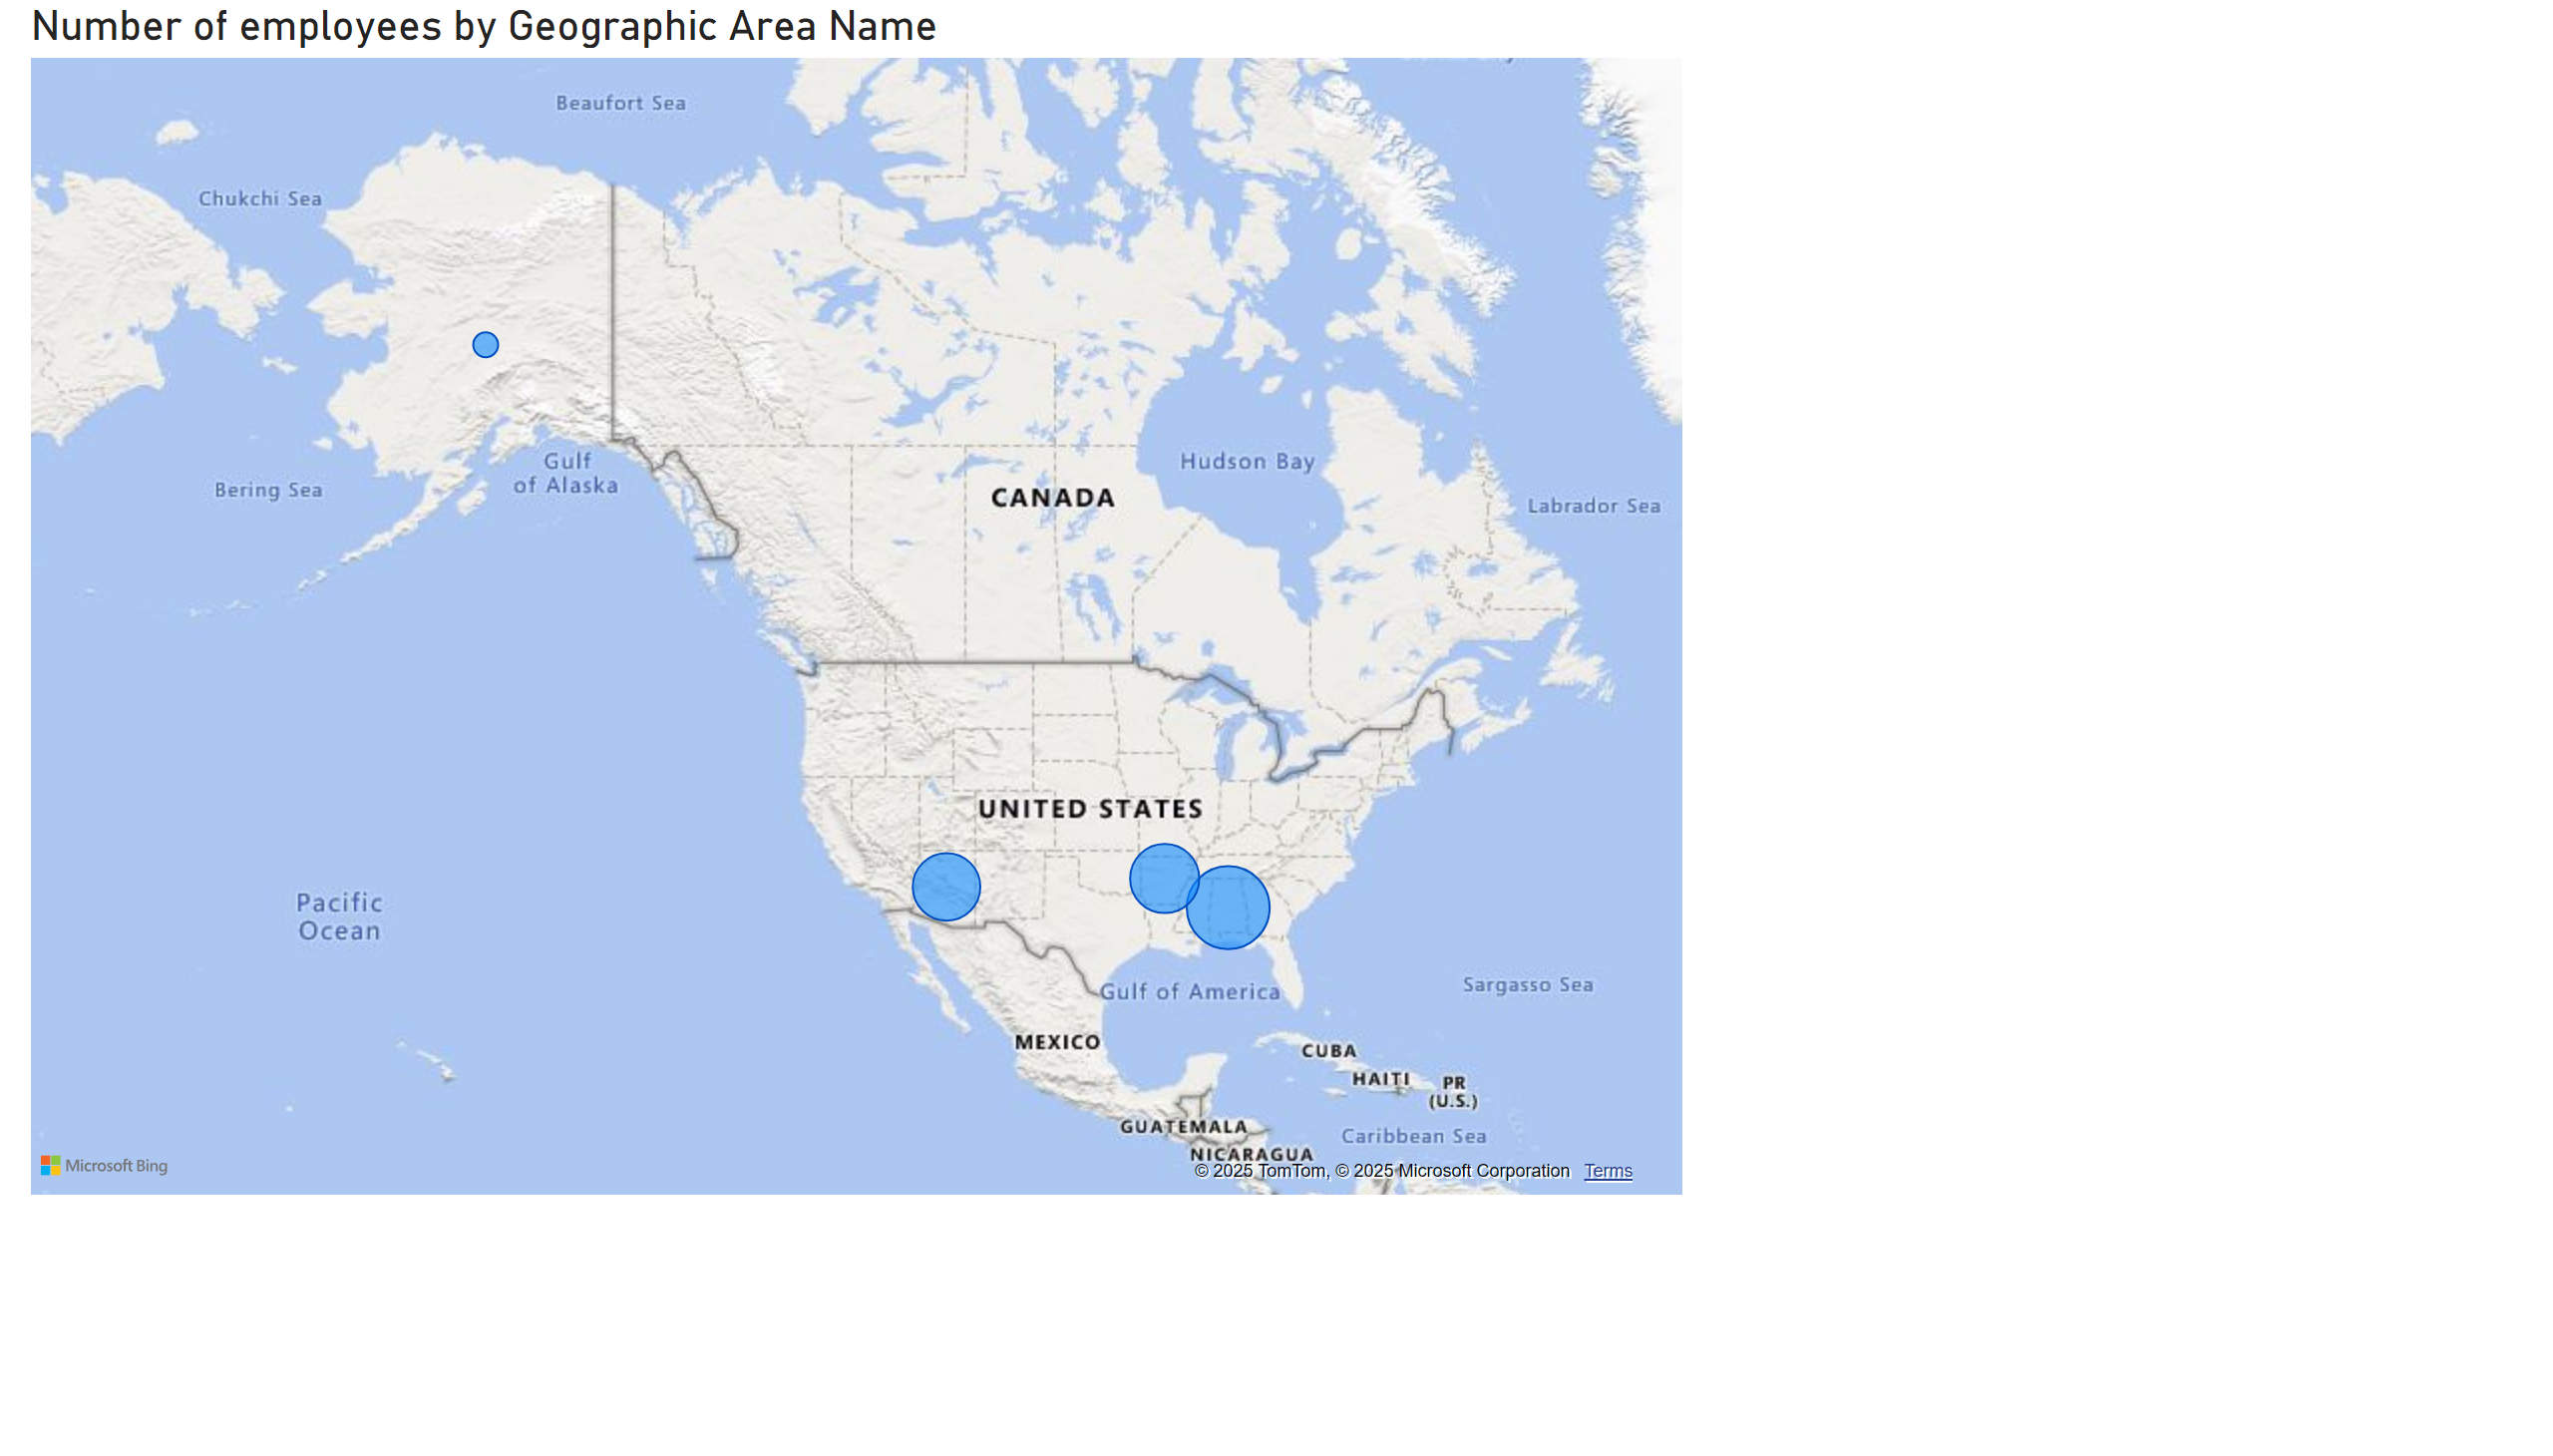 Number of employees by Geographic Area Name
Beaufort Sea
Chukchi Sea
Gulf
of Alaska
Hudson Bay
Bering Sea
CANADA
Labrador Sea
UNITED STATES
Pacific
Ocean
Gulf of America
Sargasso Sea
MEXICO
CUBA
HAITI
PR
(U.S.)
GUATEMALA
Caribbean Sea
NICARAGUA
Microsoft Bing
© 2025 TomTom, © 2025 Microsoft Corporation Terms